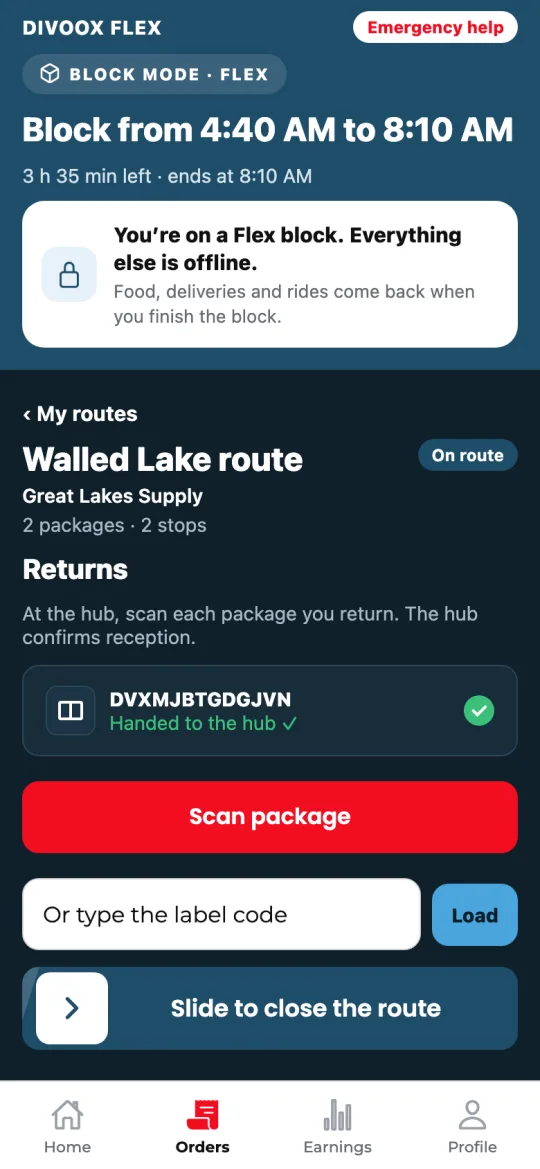 DIVOOX FLEX
Emergency help
BLOCK MODE · FLEX
Block from 4:40 AM to 8:10 AM
3 h 35 min left · ends at 8:10 AM
You’re on a Flex block. Everything
else is offline.
Food, deliveries and rides come back when
you finish the block.
‹ My routes
Walled Lake route
On route
Great Lakes Supply
2 packages · 2 stops
Returns
At the hub, scan each package you return. The hub
confirms reception.
DVXMJBTGDGJVN
Handed to the hub ✓
Scan package
Or type the label code
Load
Slide to close the route
Home
Orders
Earnings
Profile